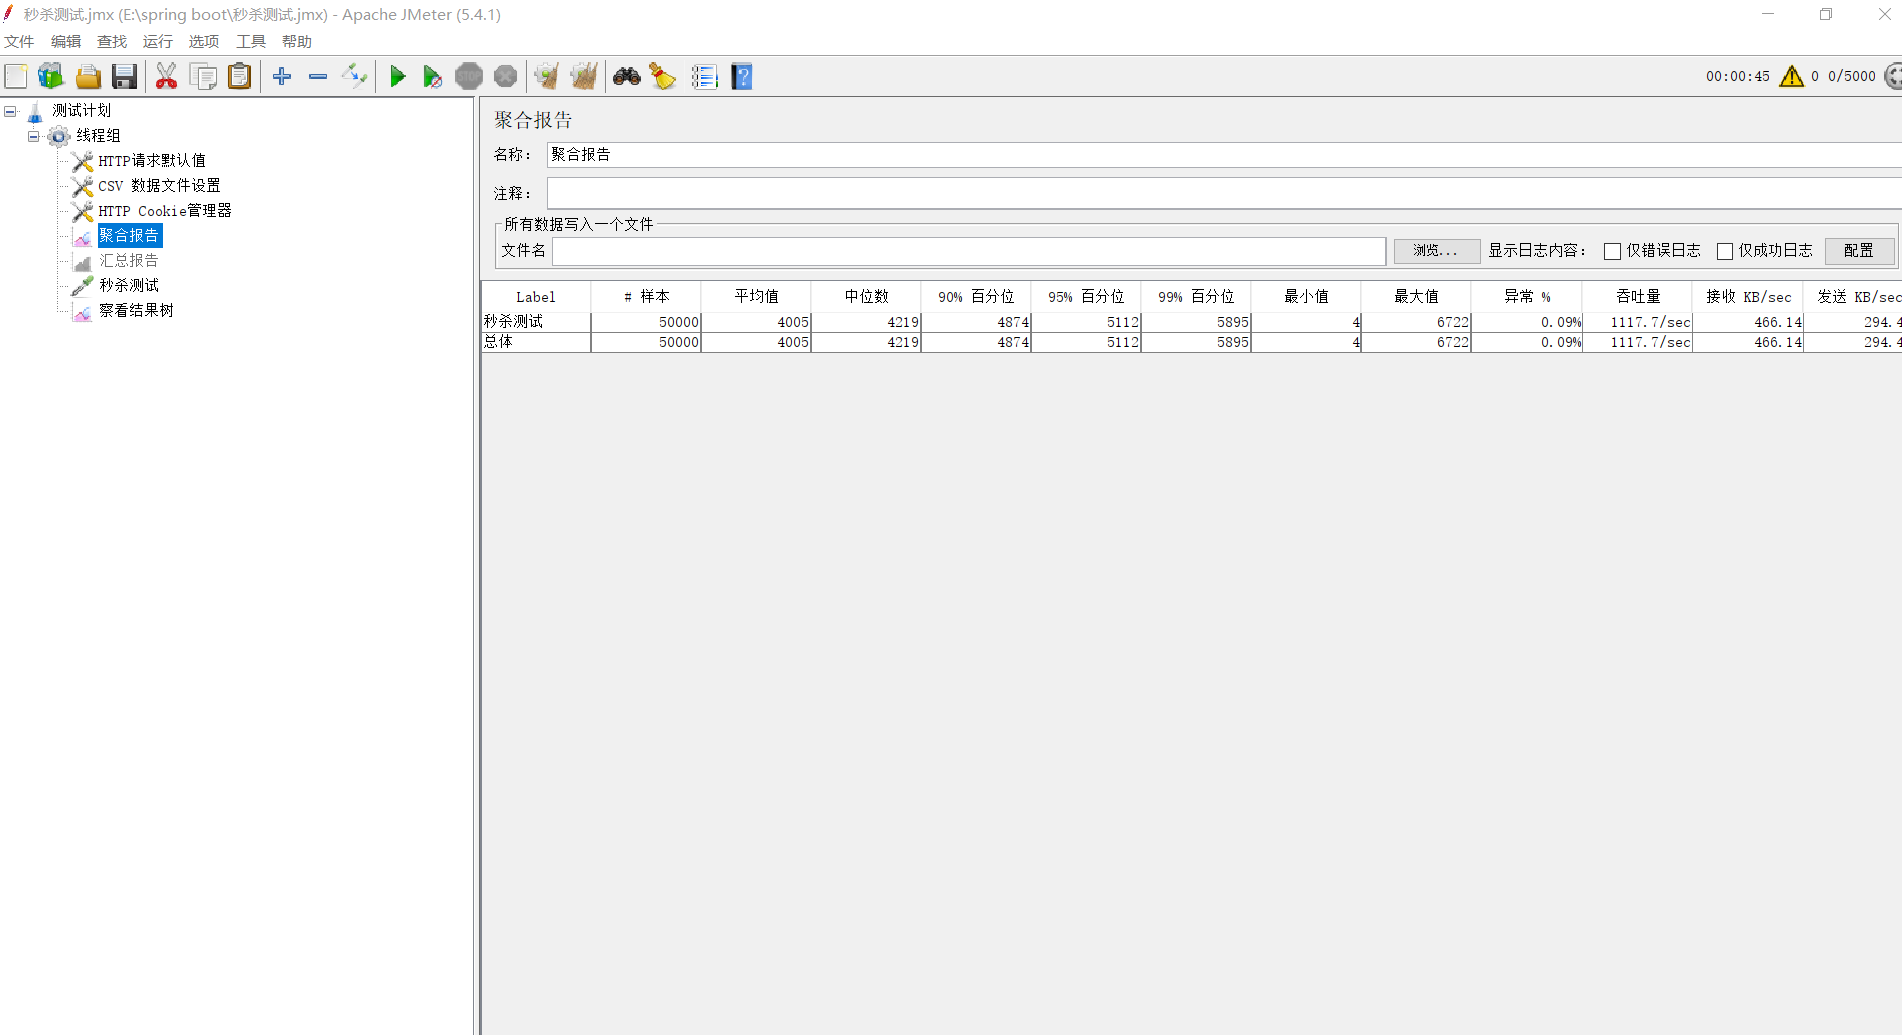 秒杀测试.jmx (E:\spring boot\秒杀测试.jmx) - Apache JMeter (5.4.1)
文件 编辑 查找 运行 选项 工具 帮助
STOP
00:00:45 0 0/5000
测试计划
线程组
HTTP请求默认值
CSV 数据文件设置
HTTP Cookie管理器
聚合报告
汇总报告
秒杀测试
察看结果树
聚合报告
名称： 聚合报告
注释：
所有数据写入一个文件
文件名 浏览... 显示日志内容： 仅错误日志 仅成功日志 配置
Label # 样本 平均值 中位数 90% 百分位 95% 百分位 99% 百分位 最小值 最大值 异常 % 吞吐量 接收 KB/sec 发送 KB/sec
秒杀测试 50000 4005 4219 4874 5112 5895 4 6722 0.09% 1117.7/sec 466.14 294.4
总体 50000 4005 4219 4874 5112 5895 4 6722 0.09% 1117.7/sec 466.14 294.4